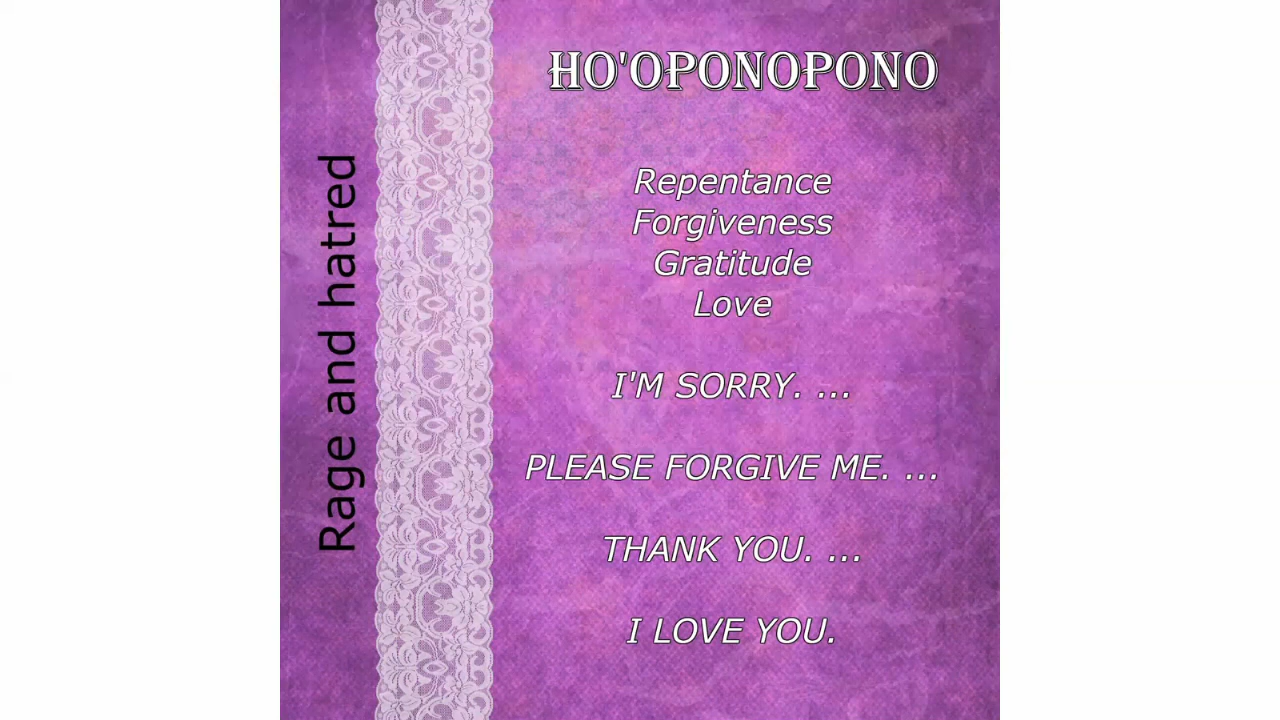 Rage and hatred
HO'OPONOPONO
Repentance
Forgiveness
Gratitude
Love
I'M SORRY. ...
PLEASE FORGIVE ME. ...
THANK YOU. ...
I LOVE YOU.